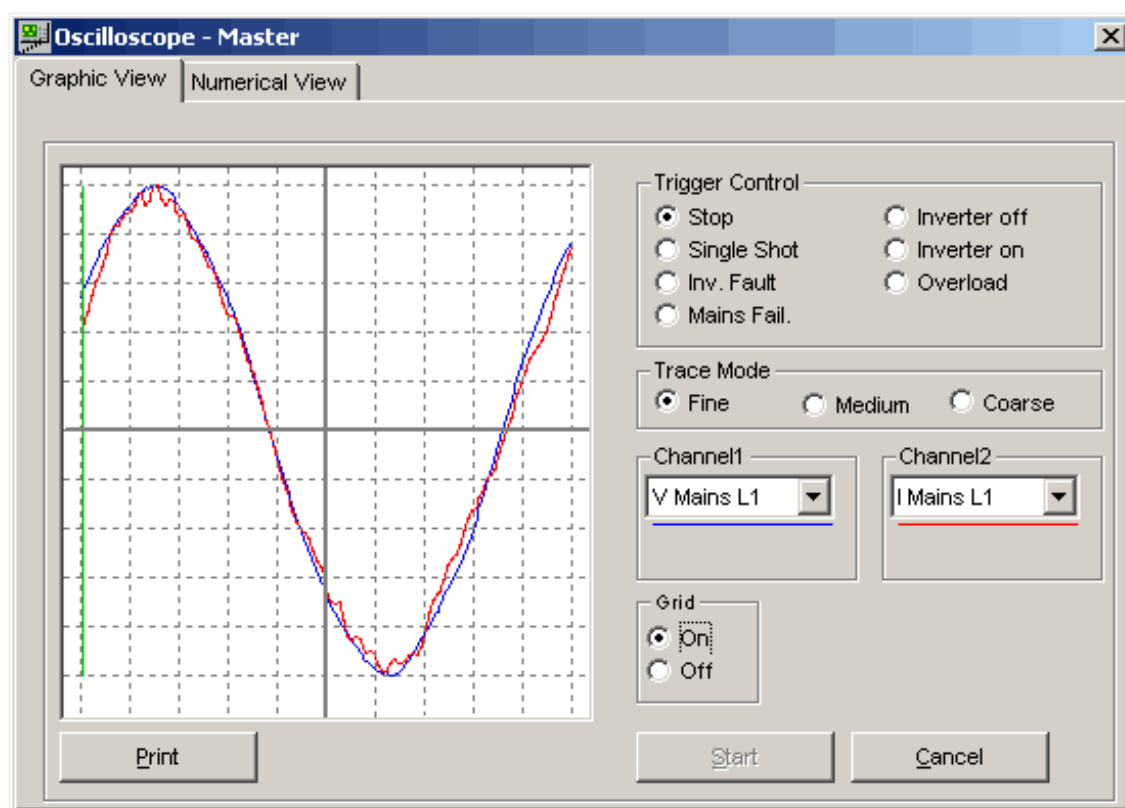 Oscilloscope - Master
Graphic View
Numerical View
Trigger Control
Stop
Inverter off
Single Shot
Inverter on
Inv. Fault
Overload
Mains Fail.
Trace Mode
Fine
Medium
Coarse
Channel1
Channel2
V Mains L1
I Mains L1
Grid
On
Off
Print
Start
Cancel